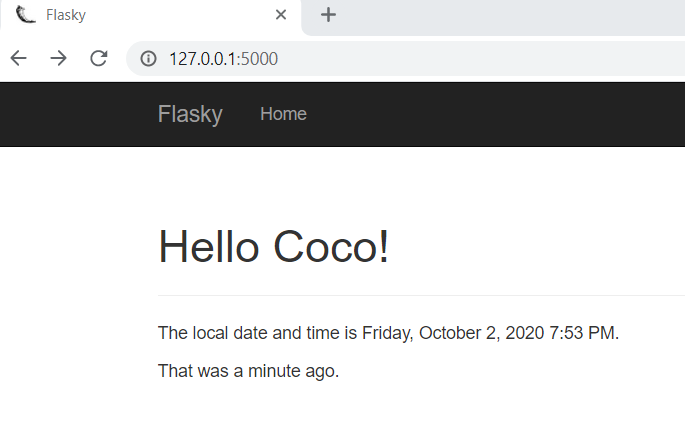 Flasky
127.0.0.1:5000
Flasky Home
Hello Coco!
The local date and time is Friday, October 2, 2020 7:53 PM.
That was a minute ago.